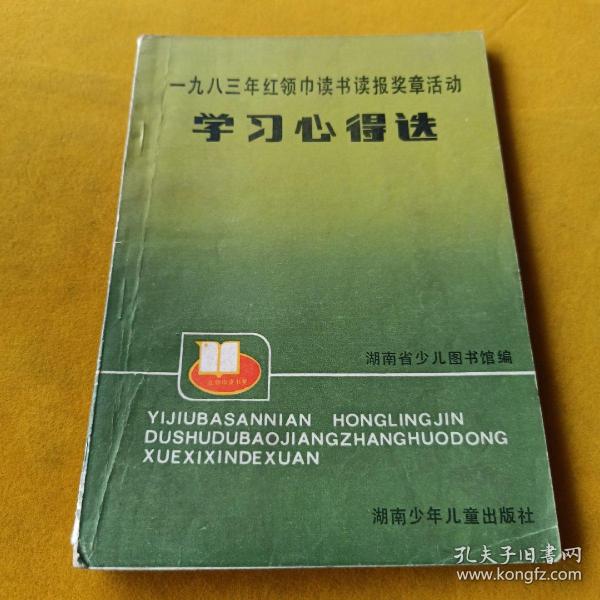 一九八三年红领巾读书读报奖章活动
学习心得选
湖南省少儿图书馆编
YIJIUBASANNIAN HONGLINGJIN
DUSHUDUBAOJIANGZHANGHUODONG
XUEXIXINDEXUAN
湖南少年儿童出版社
孔夫子旧书网
www.kongfz.com